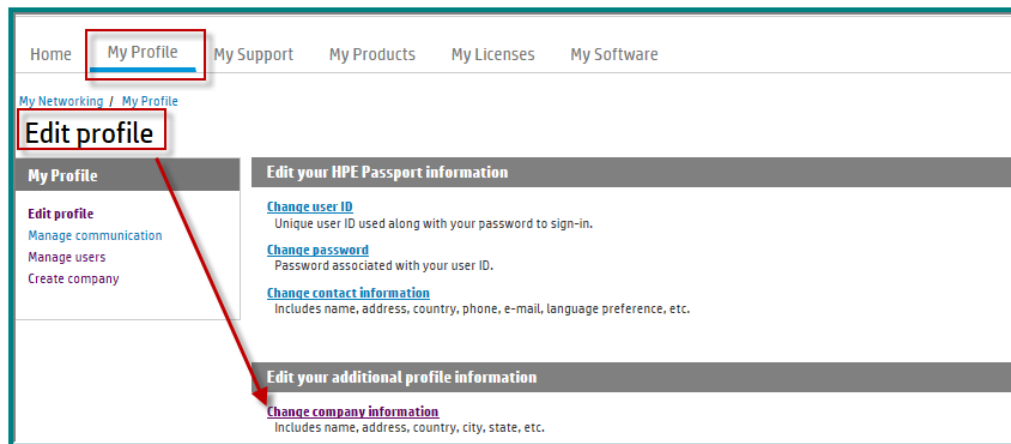 Home My Profile My Support My Products My Licenses My Software
My Networking / My Profile
Edit profile
My Profile
Edit profile
Manage communication
Manage users
Create company
Edit your HPE Passport information
Change user ID
Unique user ID used along with your password to sign-in.
Change password
Password associated with your user ID.
Change contact information
Includes name, address, country, phone, e-mail, language preference, etc.
Edit your additional profile information
Change company information
Includes name, address, country, city, state, etc.